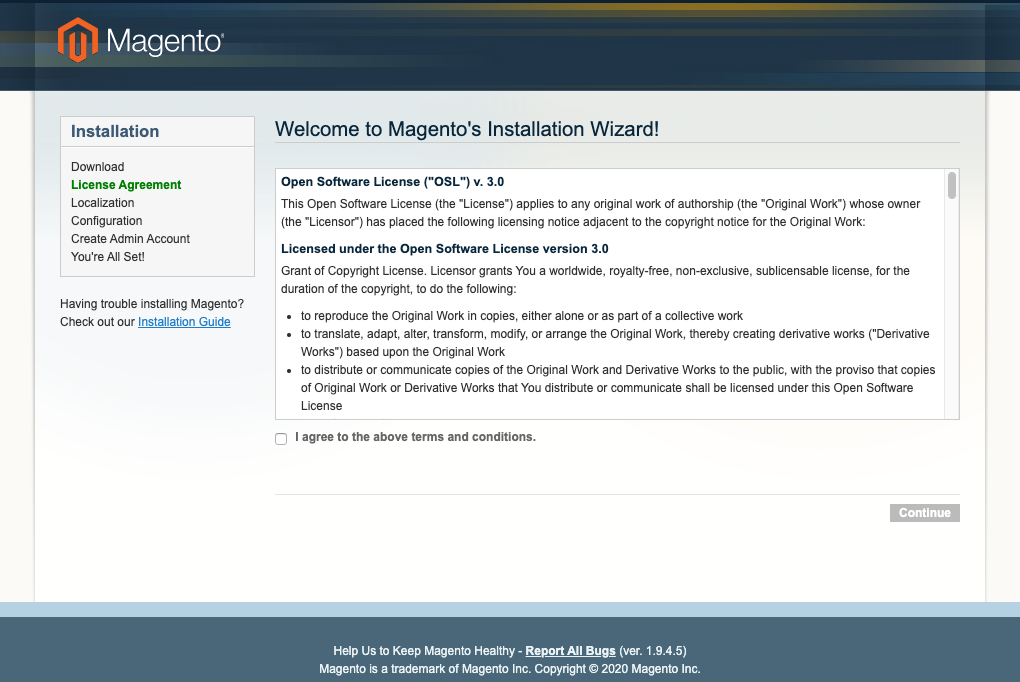 Magento®
Installation
Download
License Agreement
Localization
Configuration
Create Admin Account
You're All Set!
Having trouble installing Magento?
Check out our Installation Guide
Welcome to Magento's Installation Wizard!
Open Software License ("OSL") v. 3.0
This Open Software License (the "License") applies to any original work of authorship (the "Original Work") whose owner
(the "Licensor") has placed the following licensing notice adjacent to the copyright notice for the Original Work:
Licensed under the Open Software License version 3.0
Grant of Copyright License. Licensor grants You a worldwide, royalty-free, non-exclusive, sublicensable license, for the
duration of the copyright, to do the following:
• to reproduce the Original Work in copies, either alone or as part of a collective work
• to translate, adapt, alter, transform, modify, or arrange the Original Work, thereby creating derivative works ("Derivative
Works") based upon the Original Work
• to distribute or communicate copies of the Original Work and Derivative Works to the public, with the proviso that copies
of Original Work or Derivative Works that You distribute or communicate shall be licensed under this Open Software
License
I agree to the above terms and conditions.
Continue
Help Us to Keep Magento Healthy - Report All Bugs (ver. 1.9.4.5)
Magento is a trademark of Magento Inc. Copyright © 2020 Magento Inc.